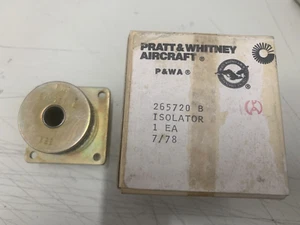 PRATT & WHITNEY
AIRCRAFT ®
P&WA®
265720 B
ISOLATOR
1 EA
7/78